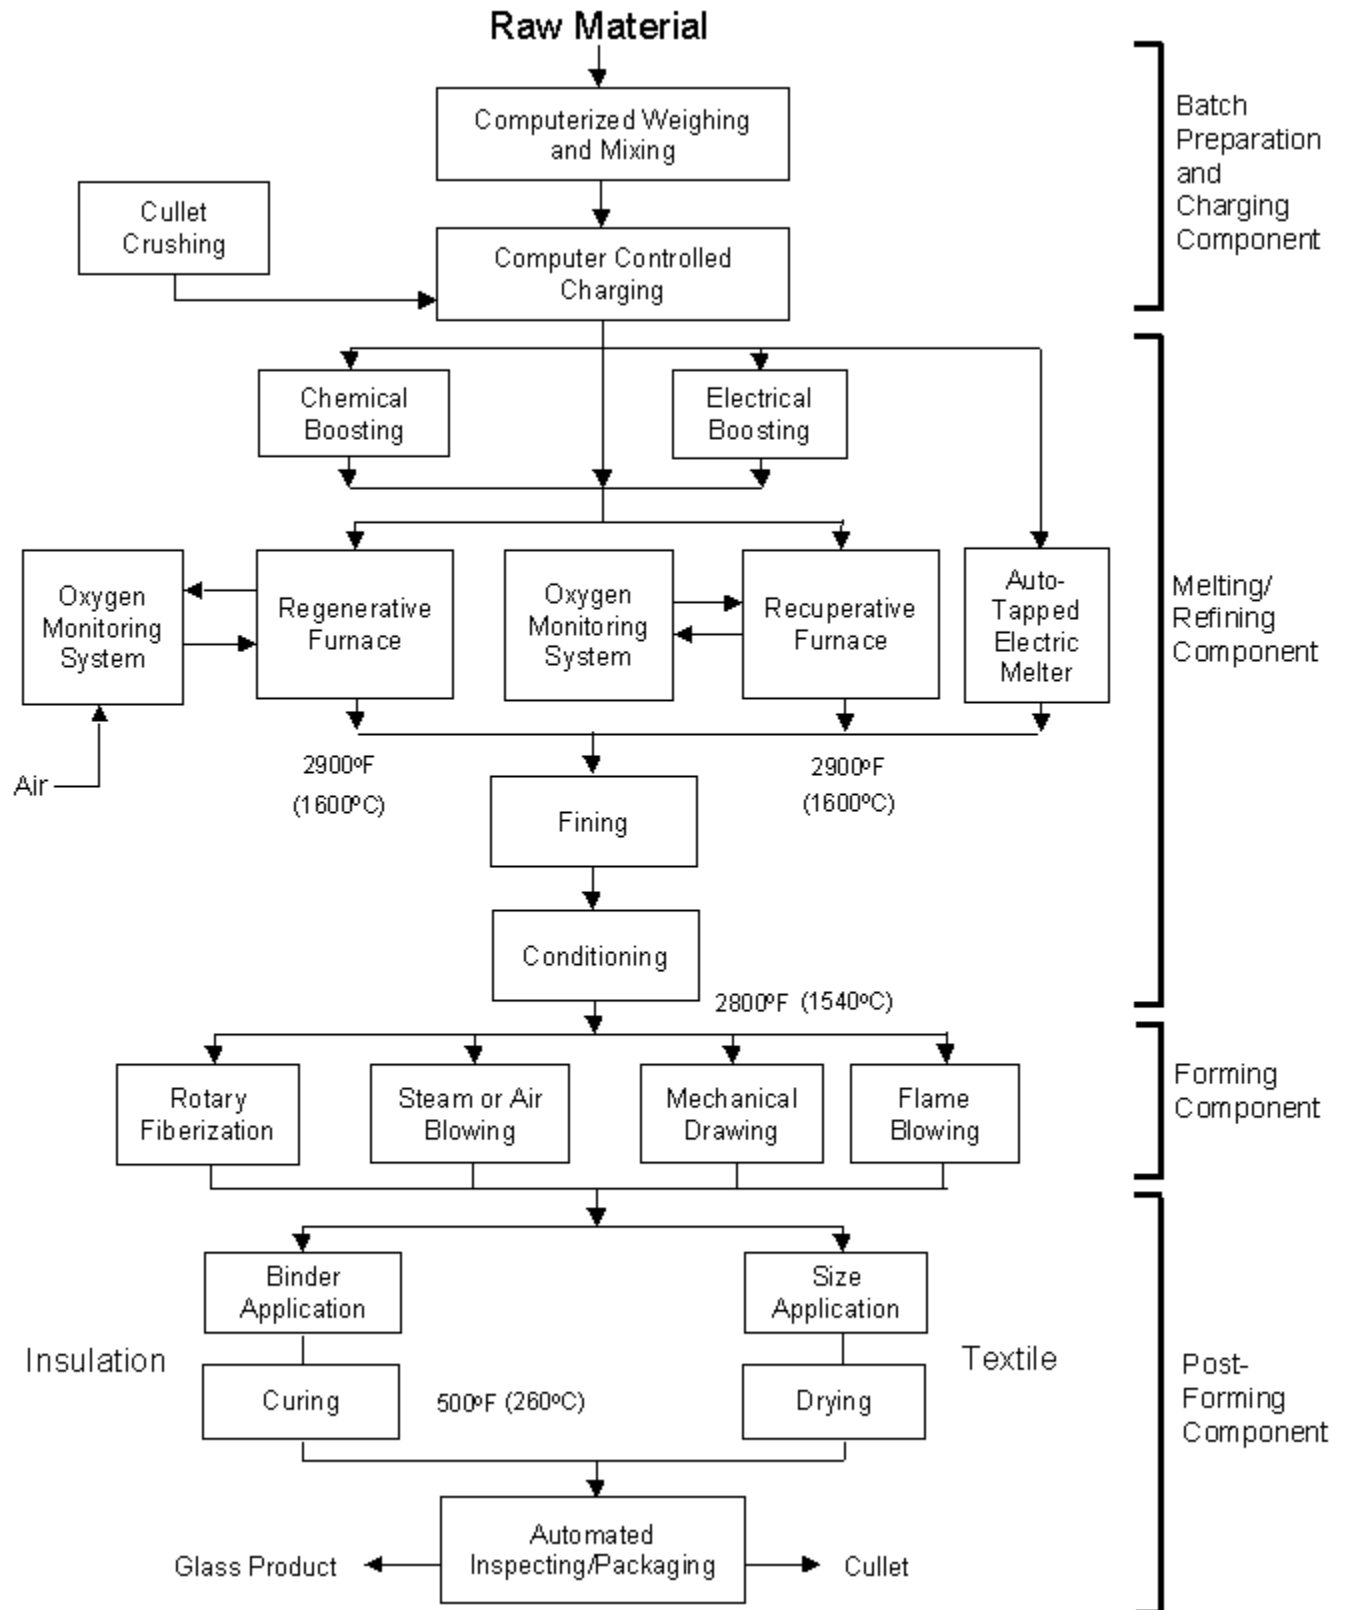 Raw Material
Computerized Weighing
and Mixing
Batch
Preparation
and
Charging
Component
Cullet
Crushing
Computer Controlled
Charging
Chemical
Boosting
Electrical
Boosting
Oxygen
Monitoring
System
Regenerative
Furnace
Oxygen
Monitoring
System
Recuperative
Furnace
Auto-
Tapped
Electric
Melter
Melting/
Refining
Component
Air
2900ºF
(1600ºC)
2900ºF
(1600ºC)
Fining
Conditioning
2800ºF (1540ºC)
Rotary
Fiberization
Steam or Air
Blowing
Mechanical
Drawing
Flame
Blowing
Forming
Component
Binder
Application
Size
Application
Insulation
Textile
Curing
500ºF (260ºC)
Drying
Post-
Forming
Component
Automated
Inspecting/Packaging
Glass Product
Cullet